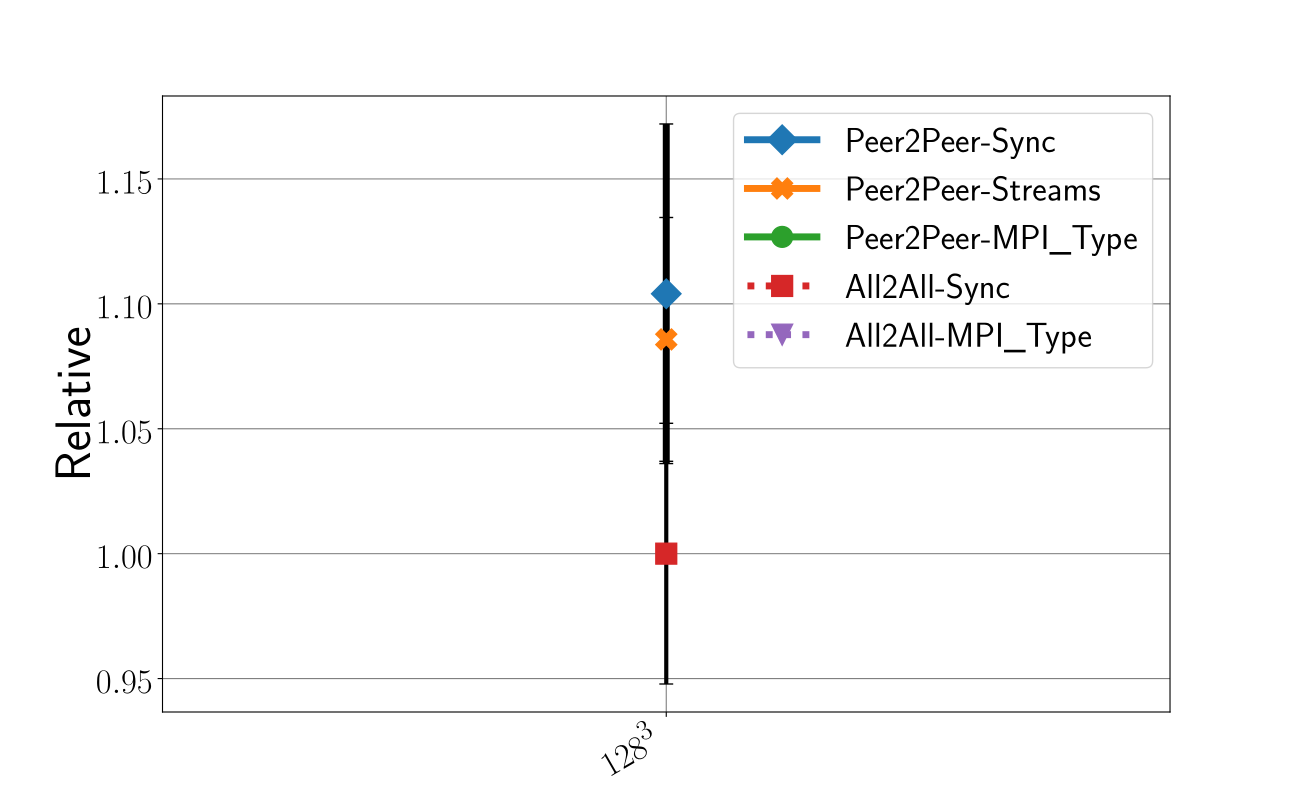 Relative
1.15
1.10
1.05
1.00
0.95
128³
Peer2Peer-Sync
Peer2Peer-Streams
Peer2Peer-MPI_Type
All2All-Sync
All2All-MPI_Type